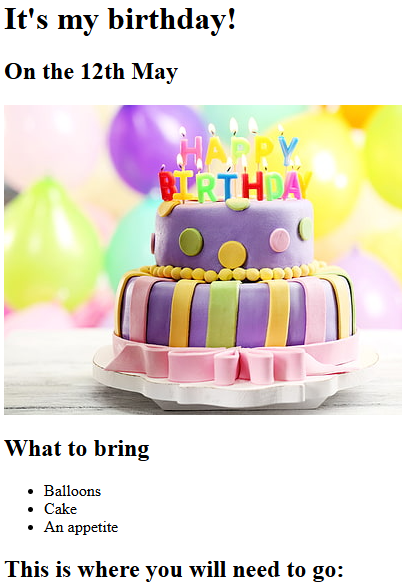 It's my birthday!
On the 12th May
HAPPY
BIRTHDAY
What to bring
Balloons
Cake
An appetite
This is where you will need to go: